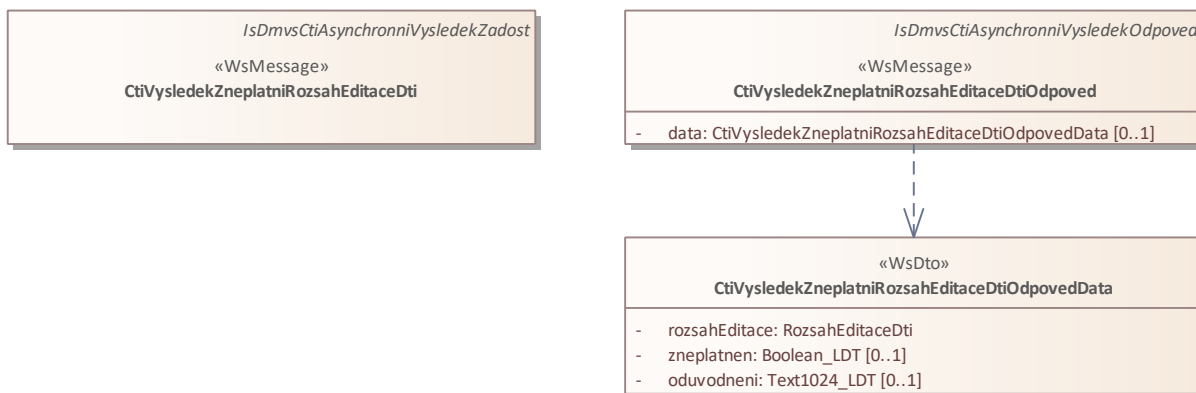 IsDmvsCtiAsynchronniVysledekZadost
«WsMessage»
CtiVysledekZneplatniRozsahEditaceDti
IsDmvsCtiAsynchronniVysledekOdpoved
«WsMessage»
CtiVysledekZneplatniRozsahEditaceDtiOdpoved
- data: CtiVysledekZneplatniRozsahEditaceDtiOdpovedData [0..1]
«WsDto»
CtiVysledekZneplatniRozsahEditaceDtiOdpovedData
- rozsahEditace: RozsahEditaceDti
- zneplatnen: Boolean_LDT [0..1]
- oduvodneni: Text1024_LDT [0..1]